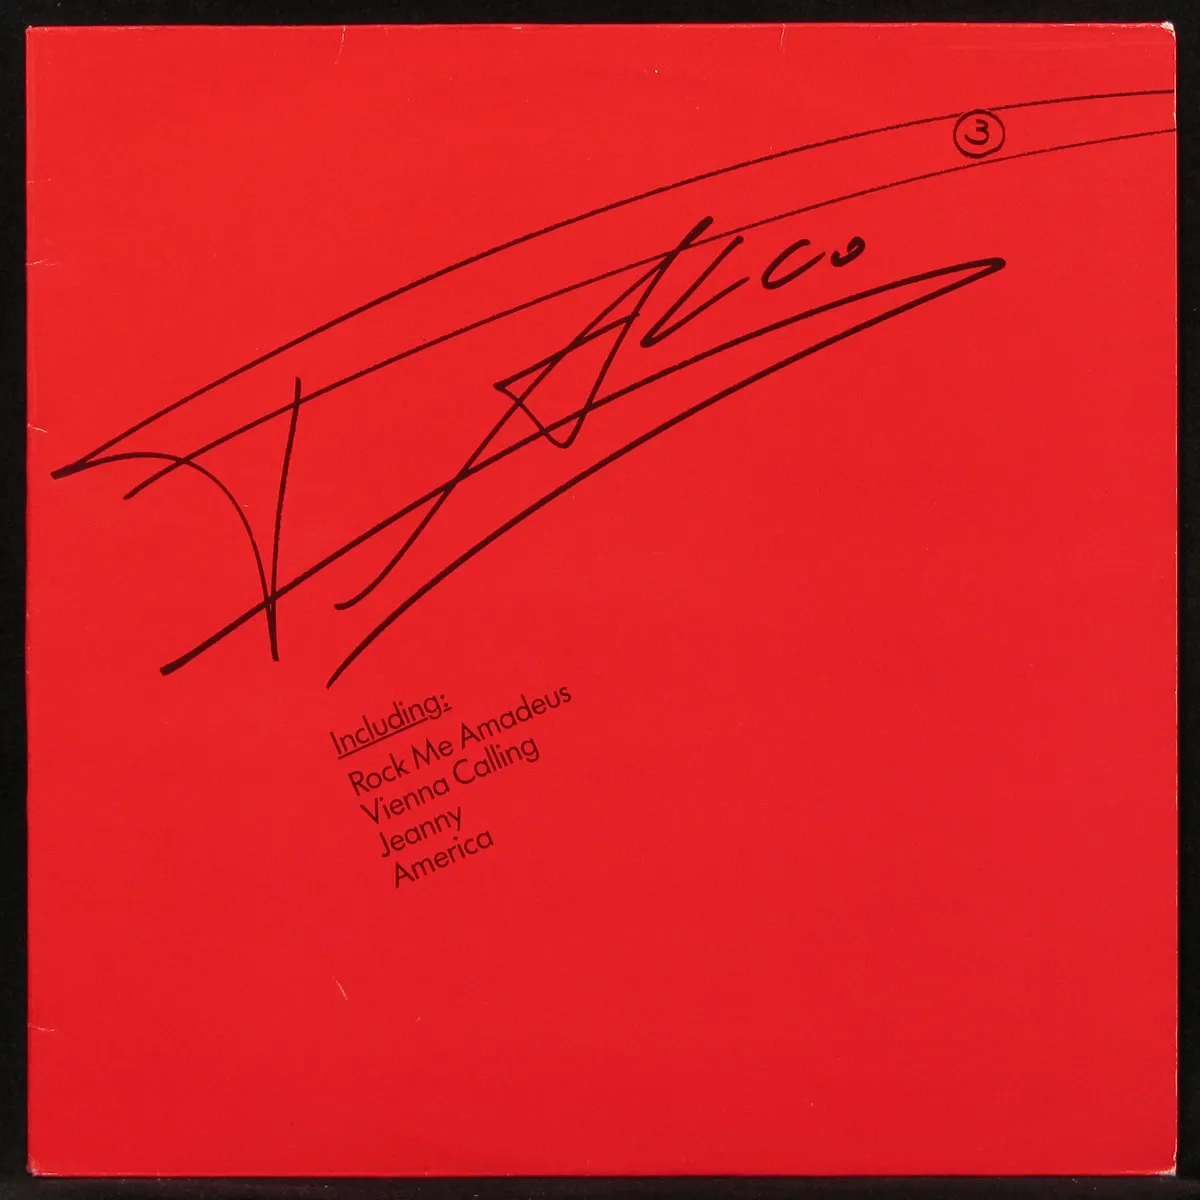 3
FALCO
Including:
Rock Me Amadeus
Vienna Calling
Jeanny
America